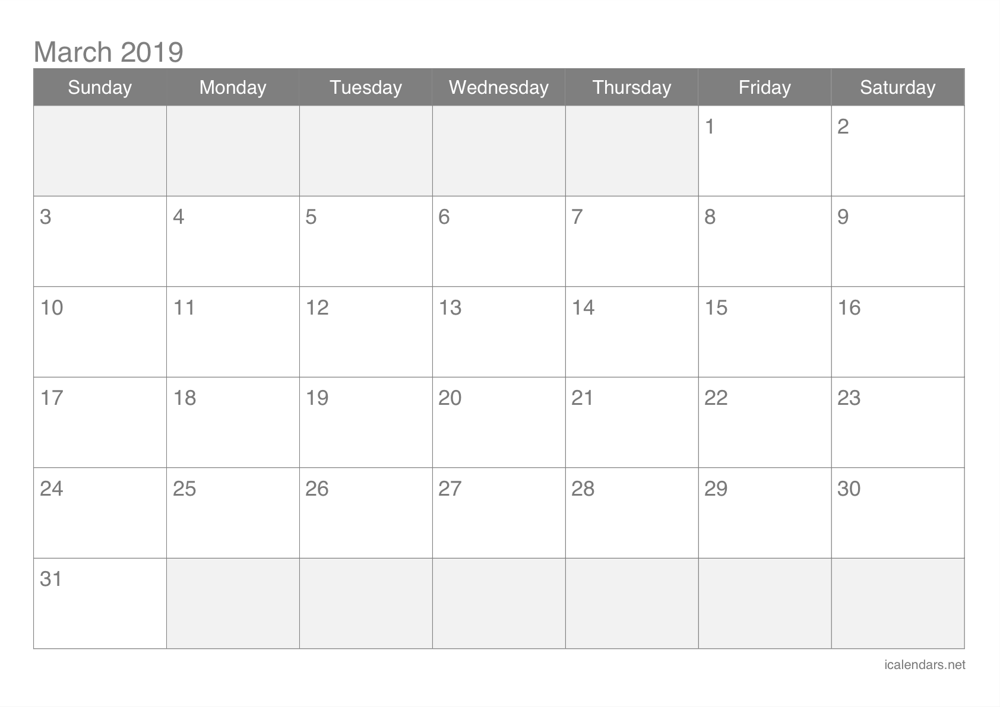 March 2019
Sunday Monday Tuesday Wednesday Thursday Friday Saturday
1 2
3 4 5 6 7 8 9
10 11 12 13 14 15 16
17 18 19 20 21 22 23
24 25 26 27 28 29 30
31
icalendars.net